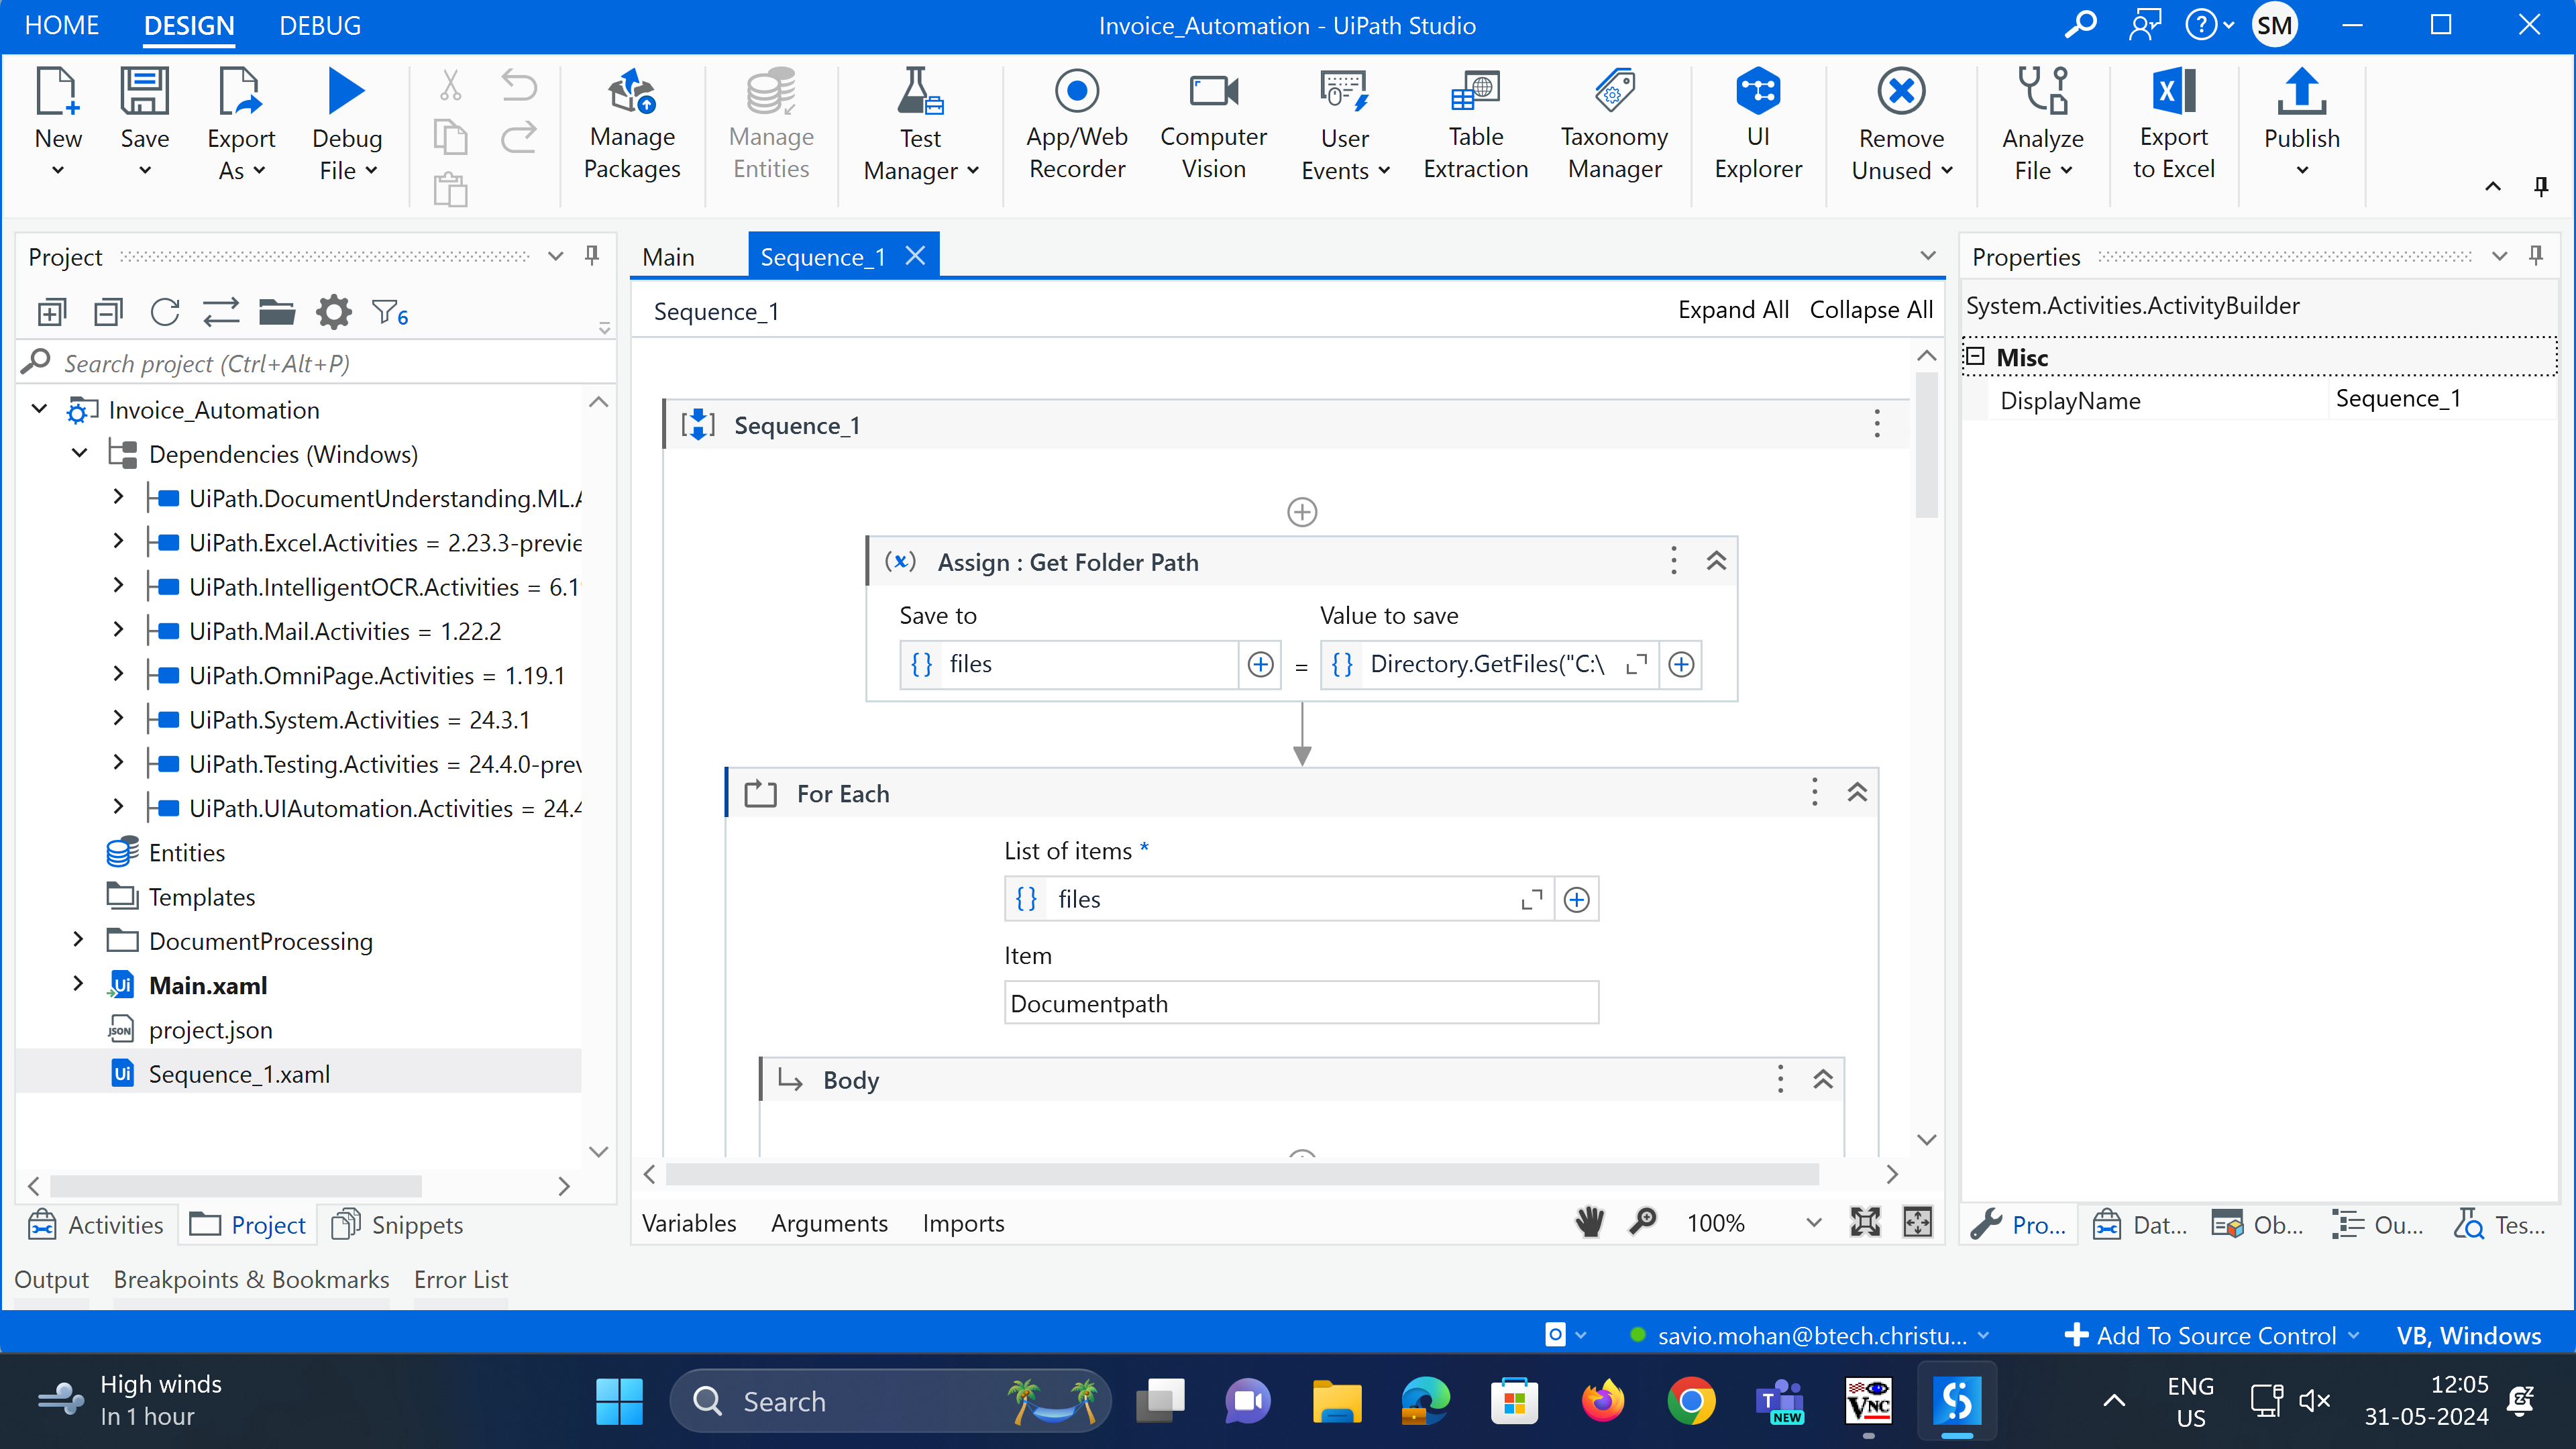 HOME DESIGN DEBUG
Invoice_Automation - UiPath Studio
SM
New
Save
Export As
Debug File
Manage Packages
Manage Entities
Test Manager
App/Web Recorder
Computer Vision
User Events
Table Extraction
Taxonomy Manager
UI Explorer
Remove Unused
Analyze File
Export to Excel
Publish
Project
6
Search project (Ctrl+Alt+P)
Invoice_Automation
Dependencies (Windows)
UiPath.DocumentUnderstanding.ML.A
UiPath.Excel.Activities = 2.23.3-previe
UiPath.IntelligentOCR.Activities = 6.1
UiPath.Mail.Activities = 1.22.2
UiPath.OmniPage.Activities = 1.19.1
UiPath.System.Activities = 24.3.1
UiPath.Testing.Activities = 24.4.0-prev
UiPath.UIAutomation.Activities = 24.4
Entities
Templates
DocumentProcessing
Main.xaml
project.json
Sequence_1.xaml
Activities Project Snippets
Main Sequence_1
Sequence_1 Expand All Collapse All
Sequence_1
Assign : Get Folder Path
Save to Value to save
files = Directory.GetFiles("C:\
For Each
List of items *
files
Item
Documentpath
Body
Variables Arguments Imports 100%
Properties
System.Activities.ActivityBuilder
Misc
DisplayName Sequence_1
Pro... Dat... Ob... Ou... Tes...
Output Breakpoints & Bookmarks Error List
savio.mohan@btech.christu... Add To Source Control VB, Windows
High winds
In 1 hour
Search
NEW
VNC
ENG
US
12:05
31-05-2024